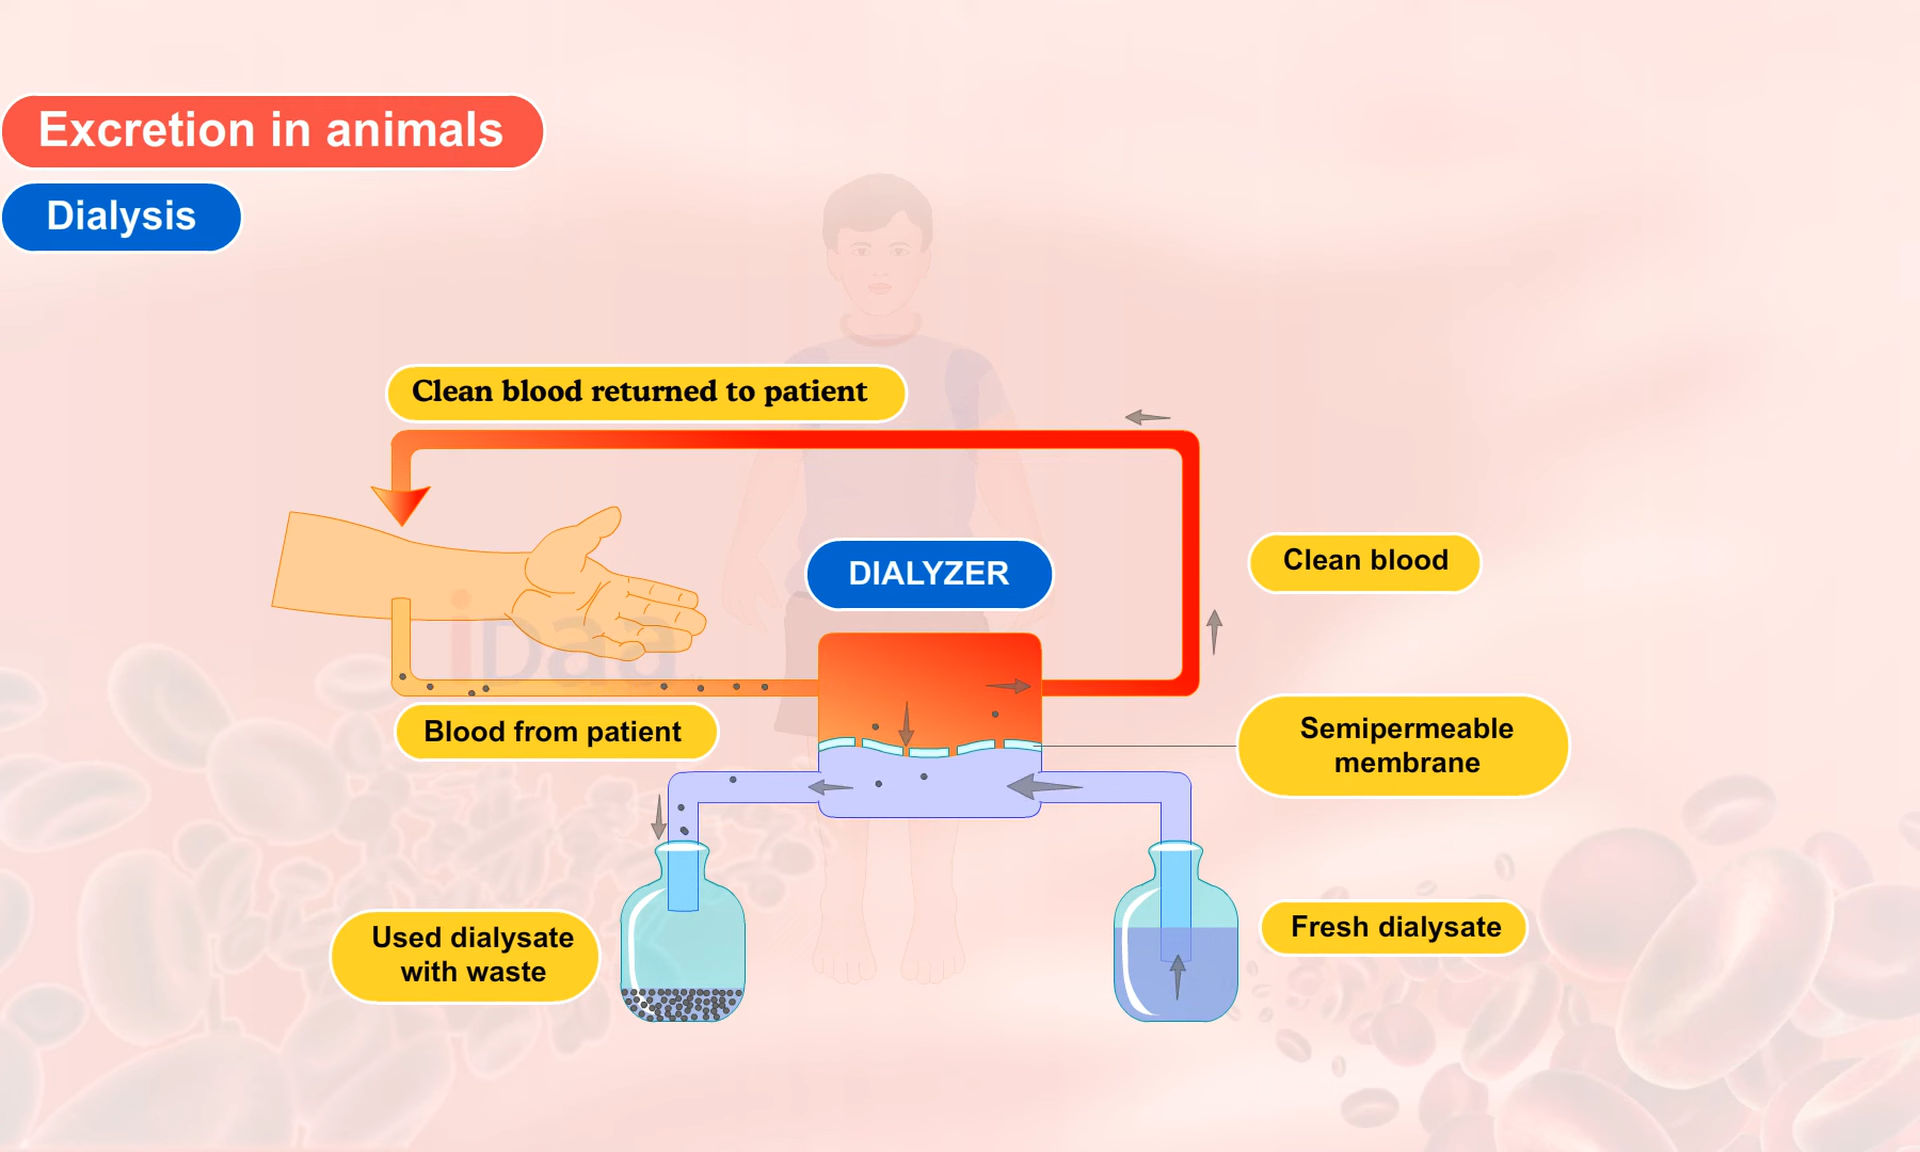 Excretion in animals
Dialysis
Clean blood returned to patient
DIALYZER
Clean blood
iDaa
Blood from patient
Semipermeable
membrane
Used dialysate
with waste
Fresh dialysate